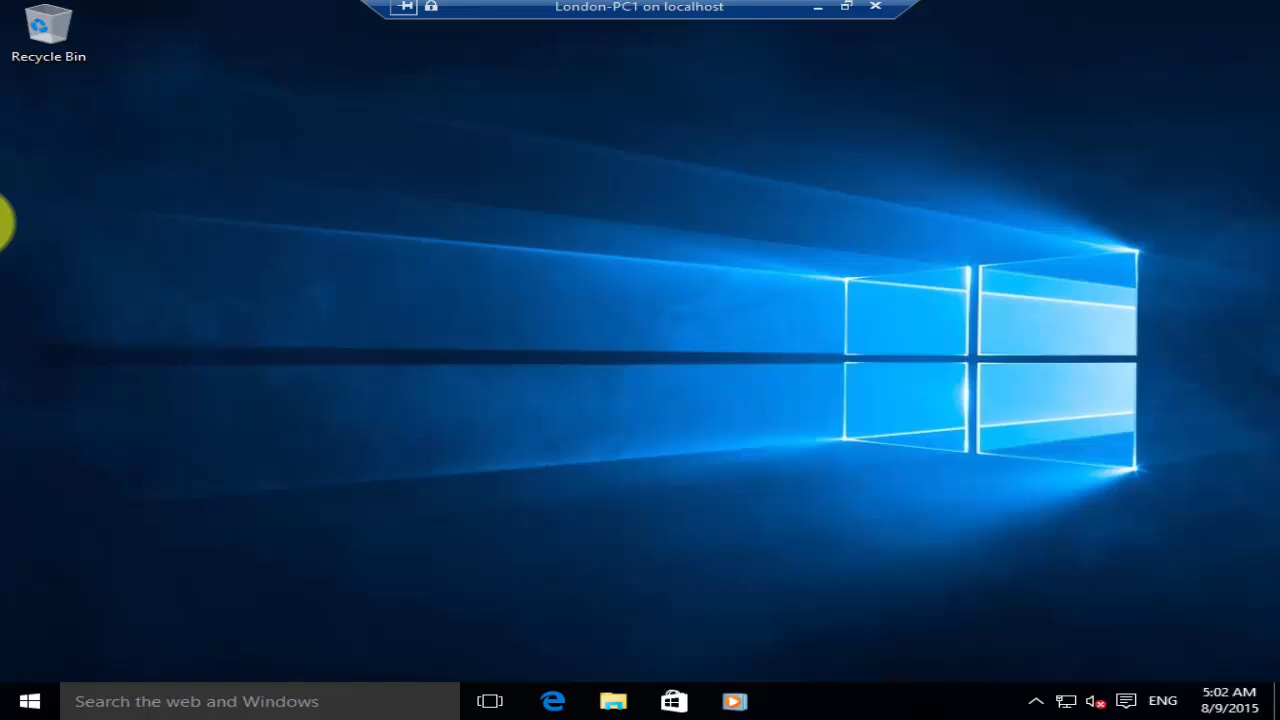 London-PC1 on localhost
Recycle Bin
Search the web and Windows
ENG
5:02 AM
8/9/2015